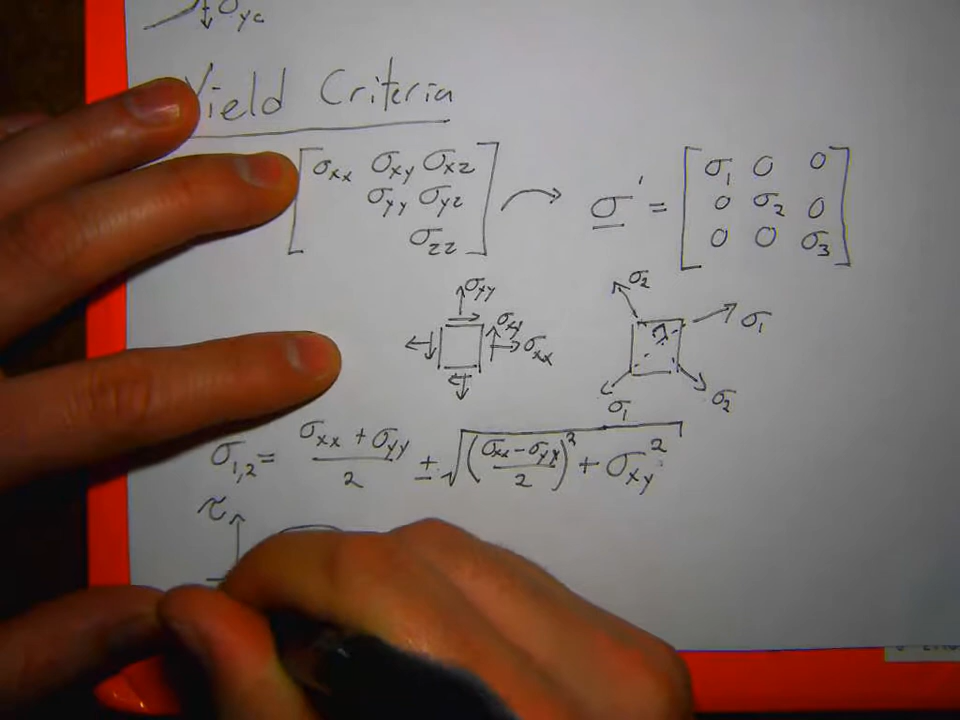 σyc
Yield Criteria
[σxx σxy σxz
σyy σyz
σzz] → σ' = [σ1 0 0
0 σ2 0
0 0 σ3]
σyy
σxy
σxx
σ2
σ1
σ1
σ2
σ1,2 = (σxx + σyy)/2 ± √(((σxx - σyy)/2)² + σxy²)
τ